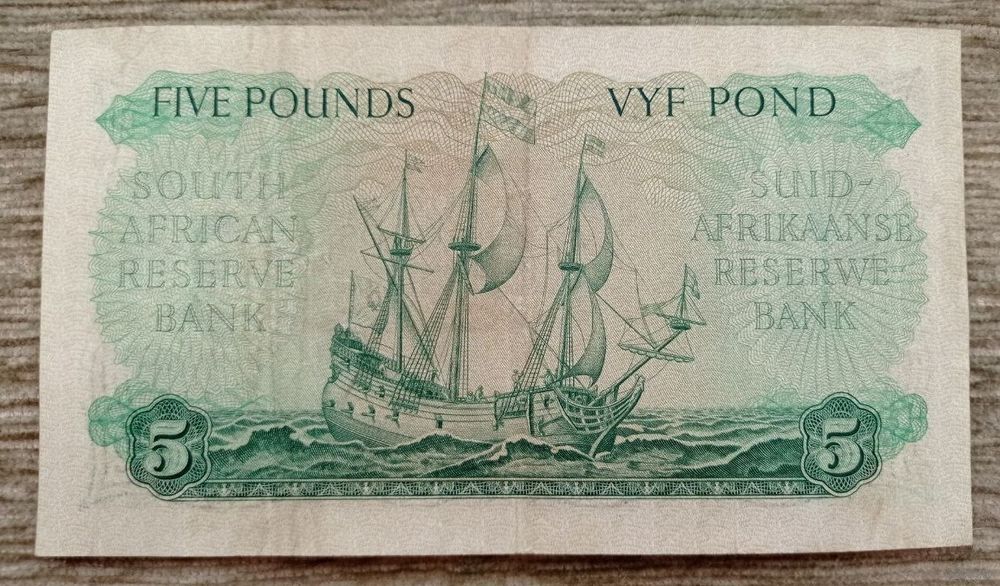 FIVE POUNDS
VYF POND
SOUTH
AFRICAN
RESERVE
BANK
SUID-
AFRIKAANSE
RESERWE-
BANK
5
5